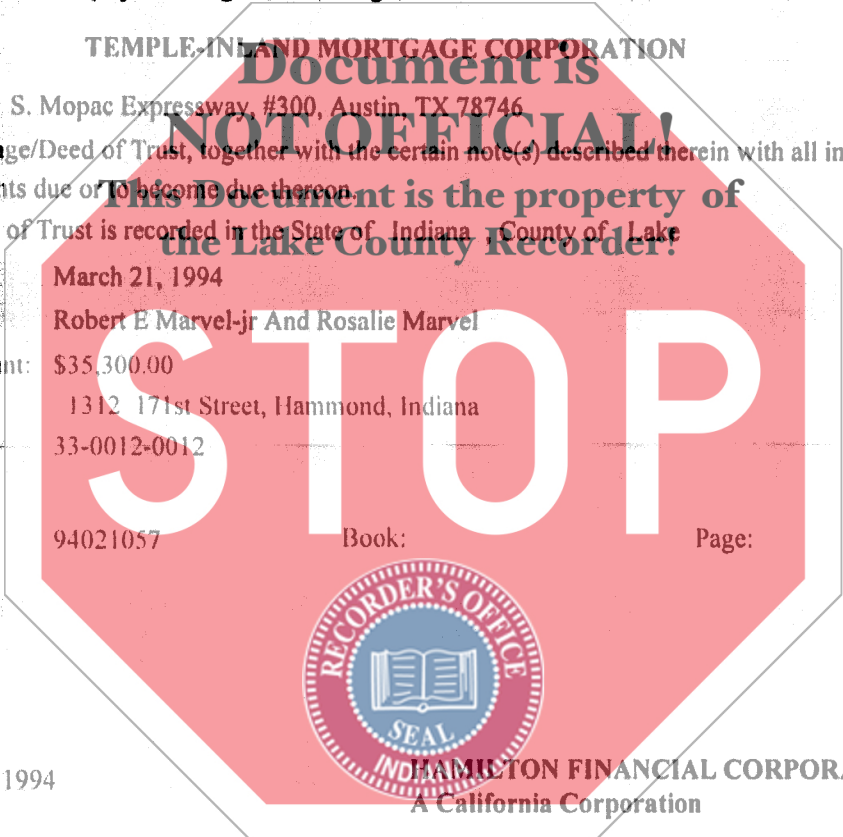 TEMPLE-INLAND MORTGAGE CORPORATION
Document is
S. Mopac Expressway, #300, Austin, TX 78746
NOT OFFICIAL!
ge/Deed of Trust, together with the certain note(s) described therein with all in
nts due or To become due thereon.
This Document is the property of
of Trust is recorded in the State of Indiana , County of Lake
the Lake County Recorder!
March 21, 1994
Robert E Marvel-jr And Rosalie Marvel
nt: $35,300.00
1312 171st Street, Hammond, Indiana
33-0012-0012
STOP
94021057 Book: Page:
RECORDER'S OFFICE
SEAL
INDIANA
1994
HAMILTON FINANCIAL CORPORA
A California Corporation